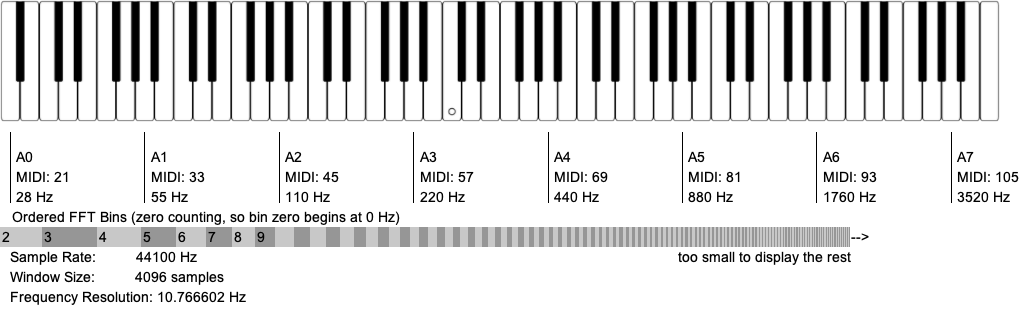 A0 A1 A2 A3 A4 A5 A6 A7
MIDI: 21 MIDI: 33 MIDI: 45 MIDI: 57 MIDI: 69 MIDI: 81 MIDI: 93 MIDI: 105
28 Hz 55 Hz 110 Hz 220 Hz 440 Hz 880 Hz 1760 Hz 3520 Hz
Ordered FFT Bins (zero counting, so bin zero begins at 0 Hz)
2 3 4 5 6 7 8 9 -->
Sample Rate: 44100 Hz too small to display the rest
Window Size: 4096 samples
Frequency Resolution: 10.766602 Hz